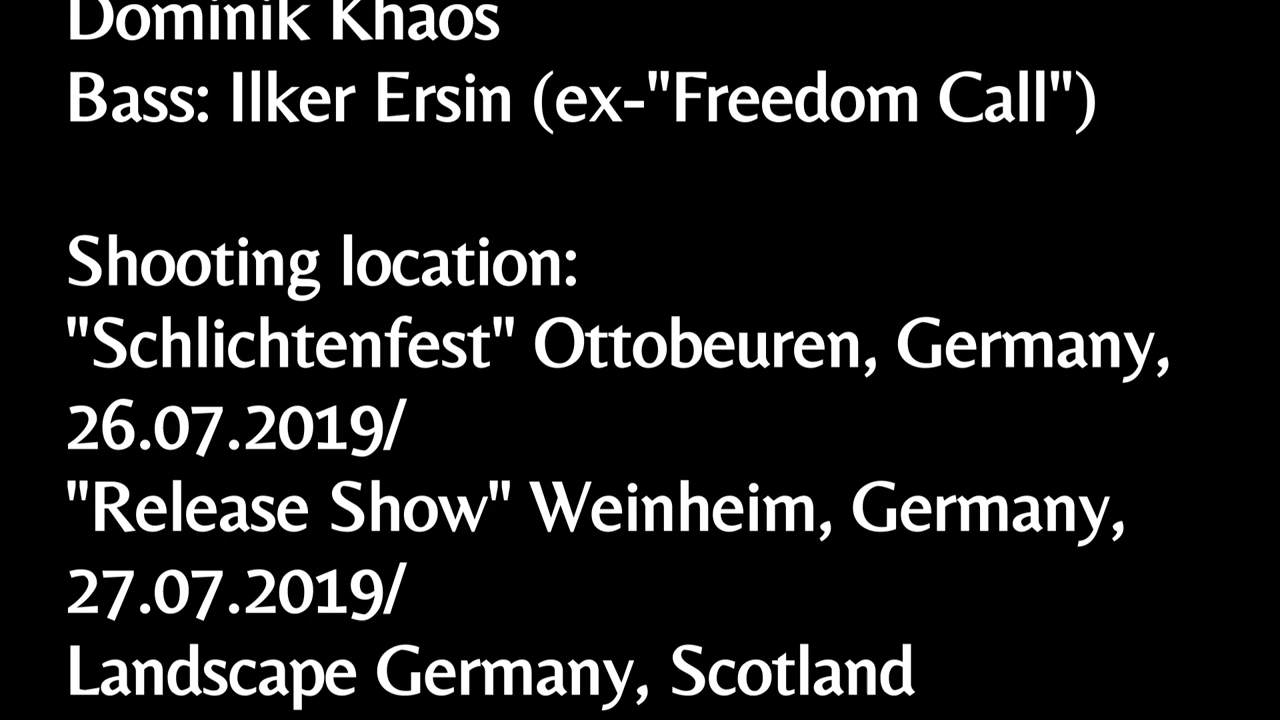 Dominik Khaos
Bass: Ilker Ersin (ex-"Freedom Call")
Shooting location:
"Schlichtenfest" Ottobeuren, Germany,
26.07.2019/
"Release Show" Weinheim, Germany,
27.07.2019/
Landscape Germany, Scotland